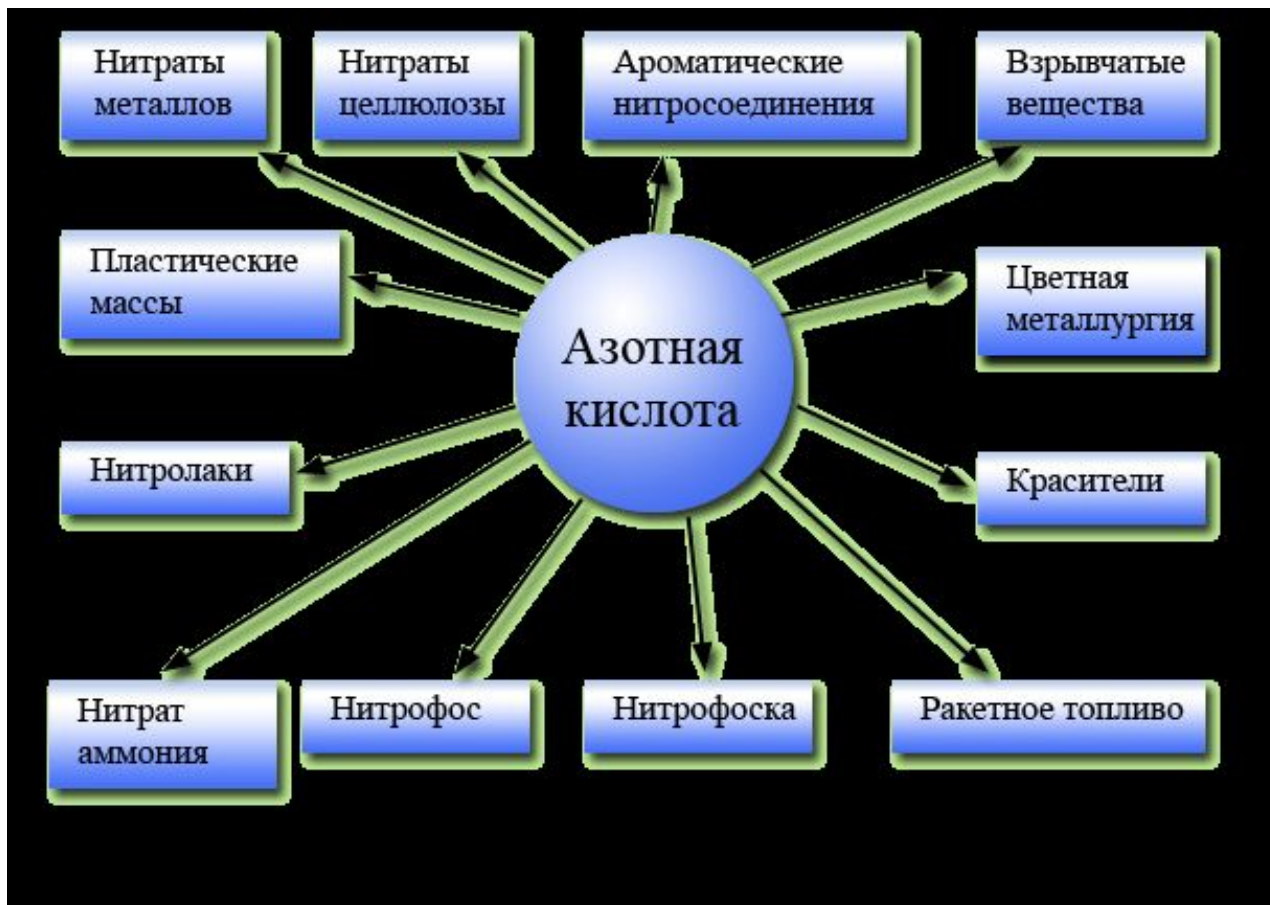 Нитраты
металлов
Нитраты
целлюлозы
Ароматические
нитросоединения
Взрывчатые
вещества
Пластические
массы
Цветная
металлургия
Азотная
кислота
Нитролаки
Красители
Нитрат
аммония
Нитрофос
Нитрофоска
Ракетное топливо